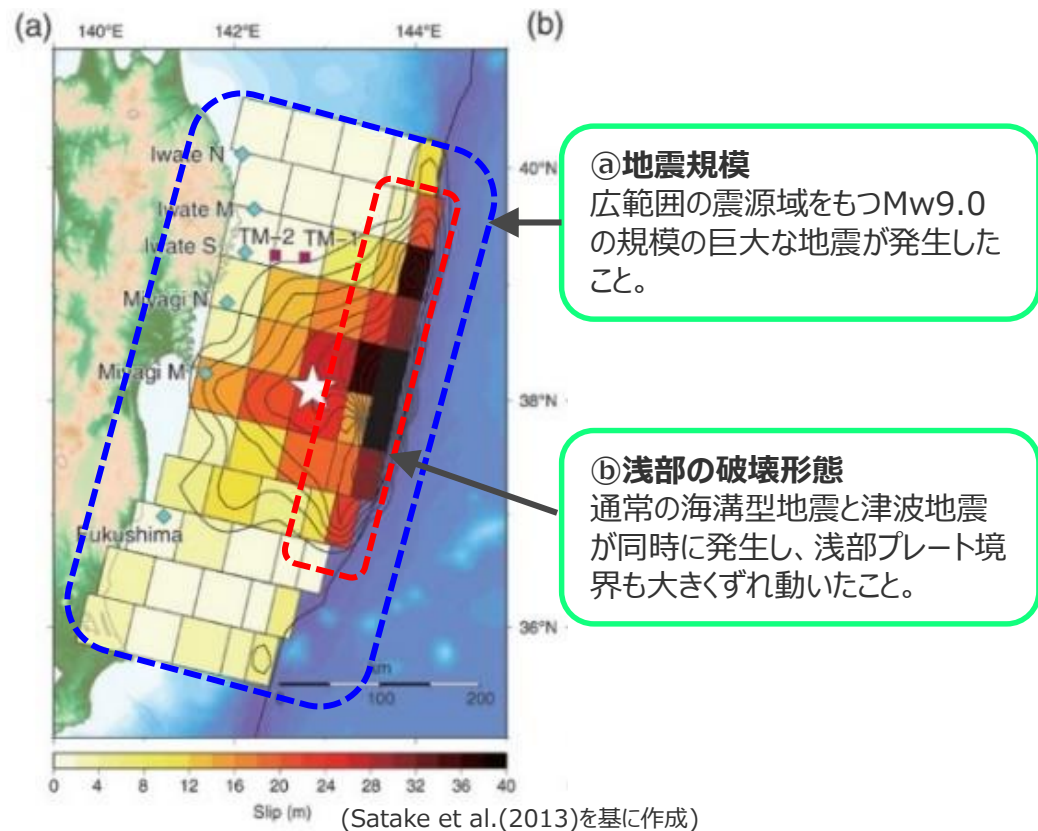 (a) 140°E 142°E 144°E (b)
Iwate N
40°N
Iwate M
TM-2 TM-1
Iwate S
Miyagi N
Miyagi M
38°N
Fukushima
36°N
km
0 100 200
0 4 8 12 16 20 24 28 32 36 40
Slip (m)
(Satake et al.(2013)を基に作成)
ⓐ地震規模
広範囲の震源域をもつMw9.0
の規模の巨大な地震が発生した
こと。
ⓑ浅部の破壊形態
通常の海溝型地震と津波地震
が同時に発生し、浅部プレート境
界も大きくずれ動いたこと。